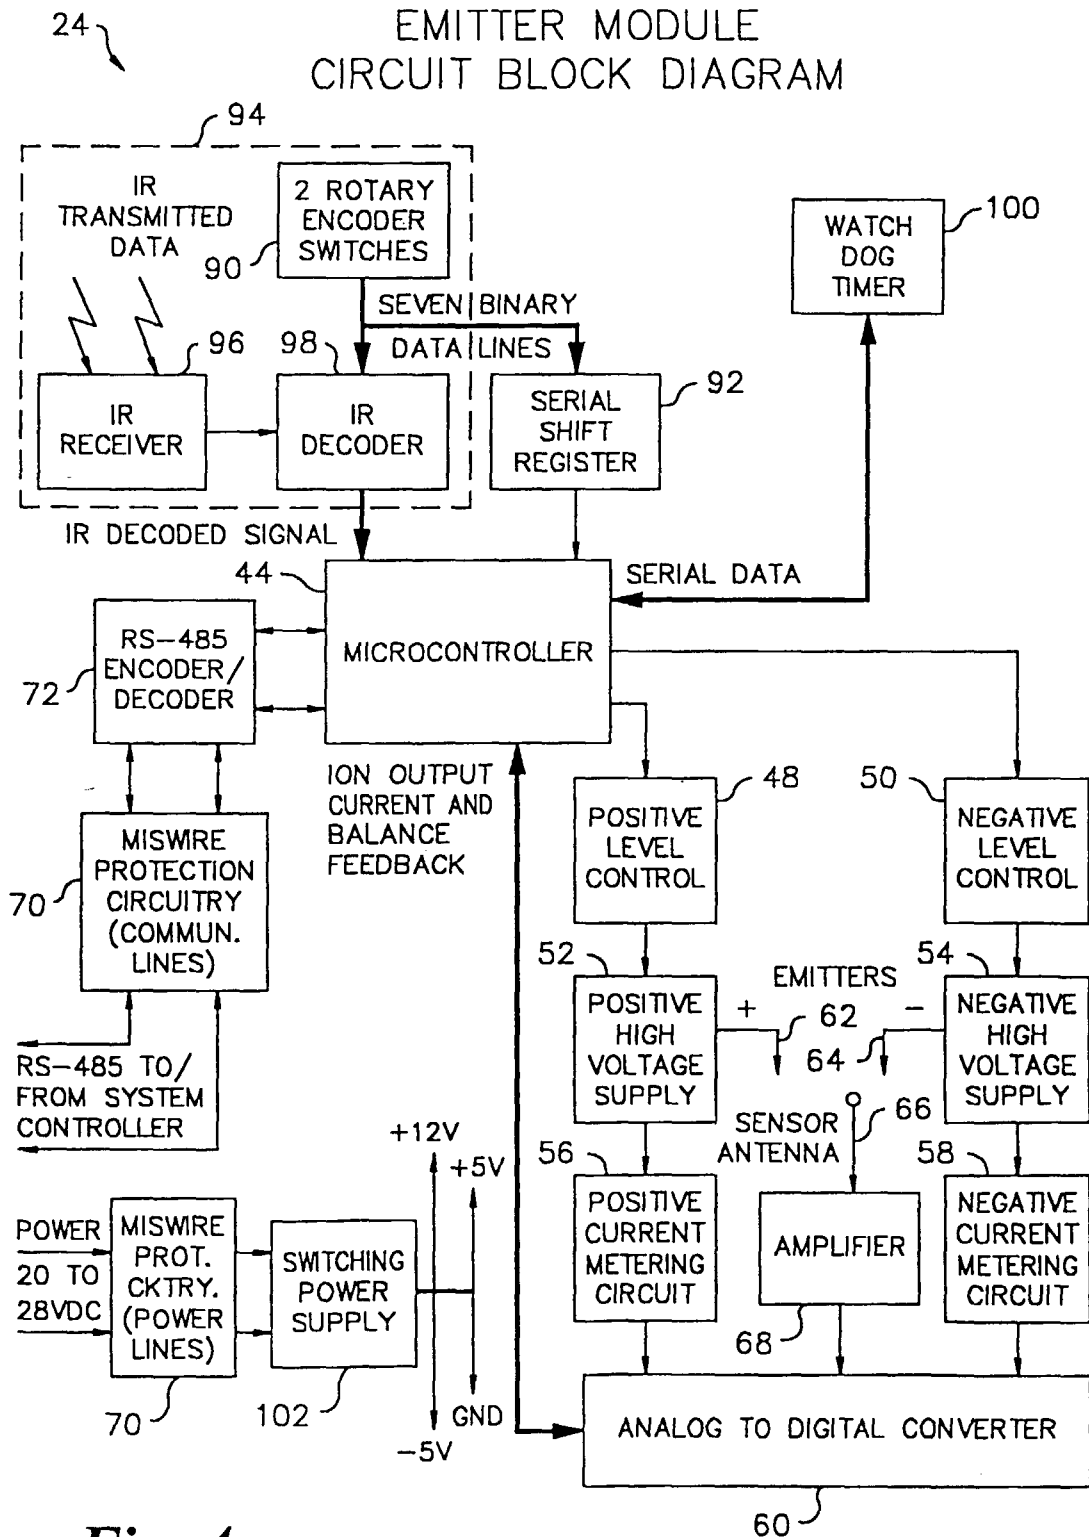 24
EMITTER MODULE
CIRCUIT BLOCK DIAGRAM
94
IR
TRANSMITTED
DATA
2 ROTARY
ENCODER
SWITCHES
90
100
WATCH
DOG
TIMER
SEVEN BINARY
DATA LINES
96
98
92
IR
RECEIVER
IR
DECODER
SERIAL
SHIFT
REGISTER
IR DECODED SIGNAL
44
SERIAL DATA
MICROCONTROLLER
RS-485
ENCODER/
DECODER
72
ION OUTPUT
CURRENT AND
BALANCE
FEEDBACK
48
50
POSITIVE
LEVEL
CONTROL
NEGATIVE
LEVEL
CONTROL
MISWIRE
PROTECTION
CIRCUITRY
(COMMUN.
LINES)
70
52
54
EMITTERS
+
62
-
64
POSITIVE
HIGH
VOLTAGE
SUPPLY
NEGATIVE
HIGH
VOLTAGE
SUPPLY
RS-485 TO/
FROM SYSTEM
CONTROLLER
SENSOR
ANTENNA
66
56
58
+12V
+5V
POSITIVE
CURRENT
METERING
CIRCUIT
AMPLIFIER
68
NEGATIVE
CURRENT
METERING
CIRCUIT
POWER
20 TO
28VDC
MISWIRE
PROT.
CKTRY.
(POWER
LINES)
70
SWITCHING
POWER
SUPPLY
102
GND
-5V
ANALOG TO DIGITAL CONVERTER
60